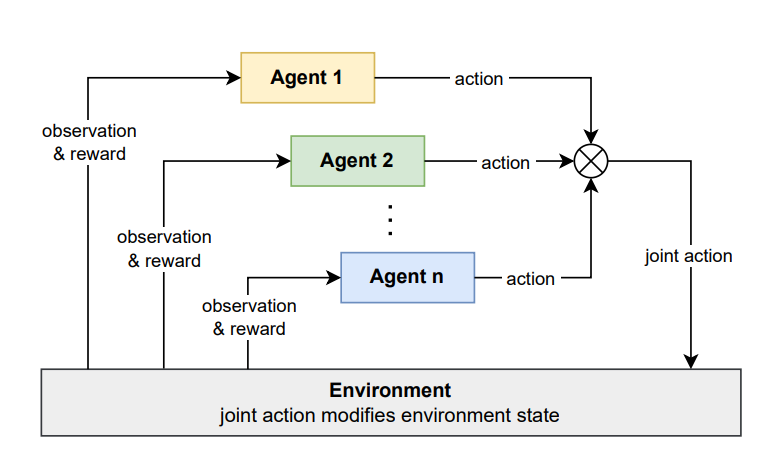 Agent 1
action
observation
& reward
Agent 2
action
observation
& reward
joint action
Agent n
action
observation
& reward
Environment
joint action modifies environment state